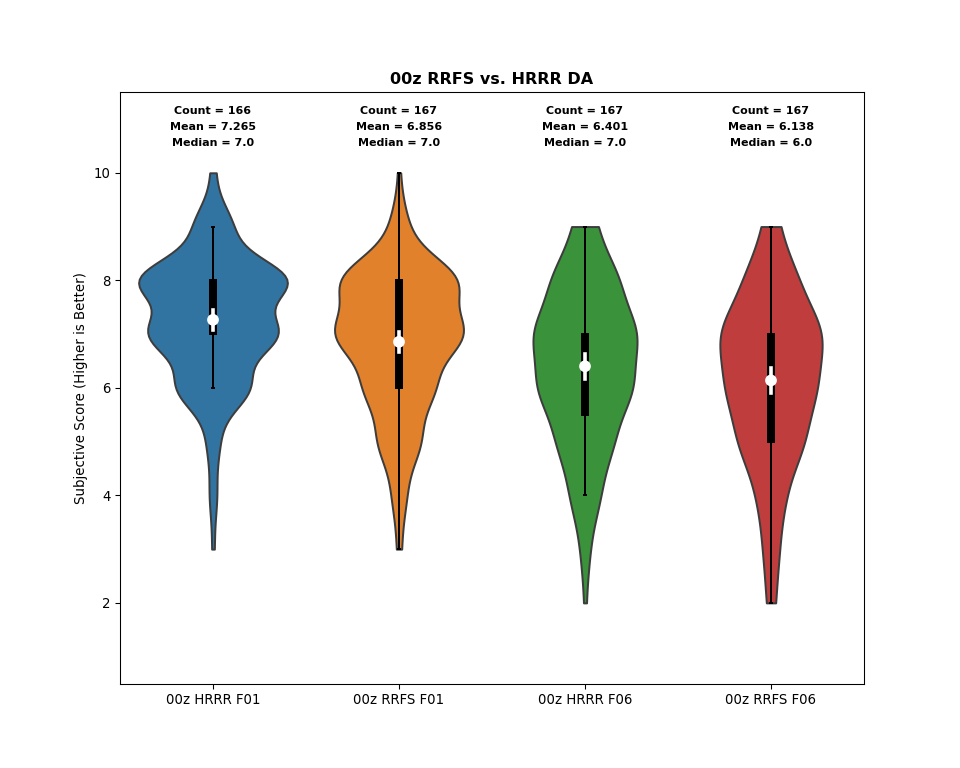 00z RRFS vs. HRRR DA
Count = 166
Mean = 7.265
Median = 7.0
Count = 167
Mean = 6.856
Median = 7.0
Count = 167
Mean = 6.401
Median = 7.0
Count = 167
Mean = 6.138
Median = 6.0
Subjective Score (Higher is Better)
10
8
6
4
2
00z HRRR F01
00z RRFS F01
00z HRRR F06
00z RRFS F06